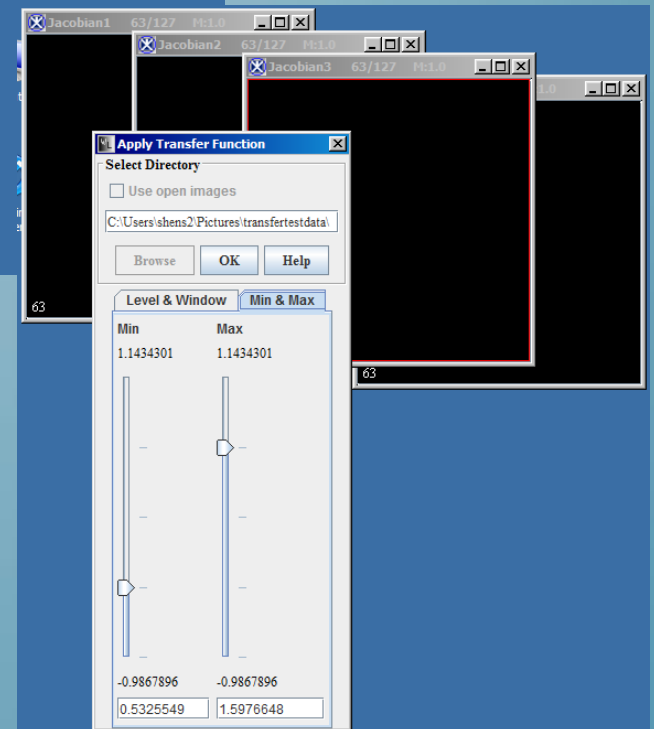 Jacobian1 63/127 M:1.0
Jacobian2 63/127 M:1.0
Jacobian3 63/127 M:1.0
1.0
Apply Transfer Function
Select Directory
Use open images
C:\Users\shens2\Pictures\transfertestdata\
Browse OK Help
63
Level & Window Min & Max
Min Max
1.1434301 1.1434301
63
-0.9867896 -0.9867896
0.5325549 1.5976648